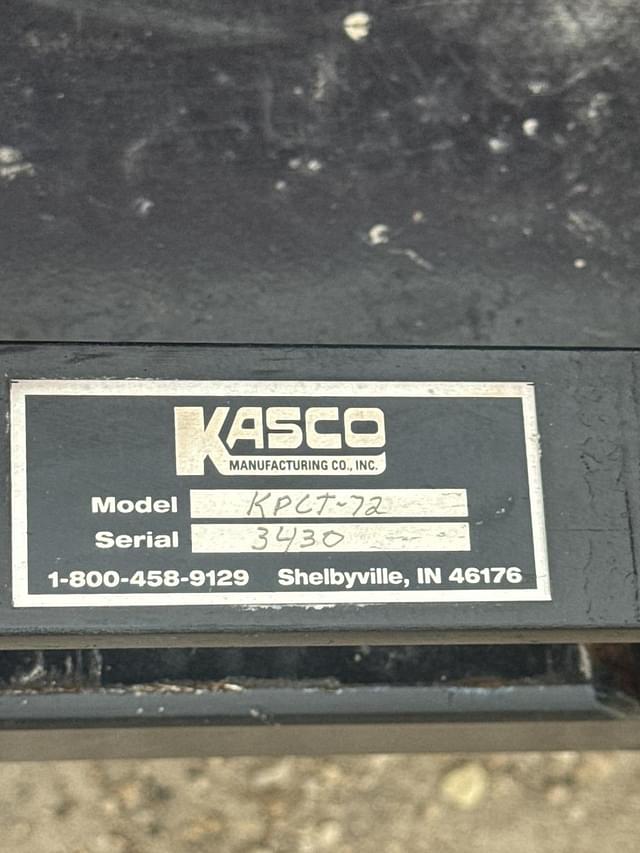 KASCO
MANUFACTURING CO., INC.
Model KPCT-72
Serial 3430
1-800-458-9129 Shelbyville, IN 46176